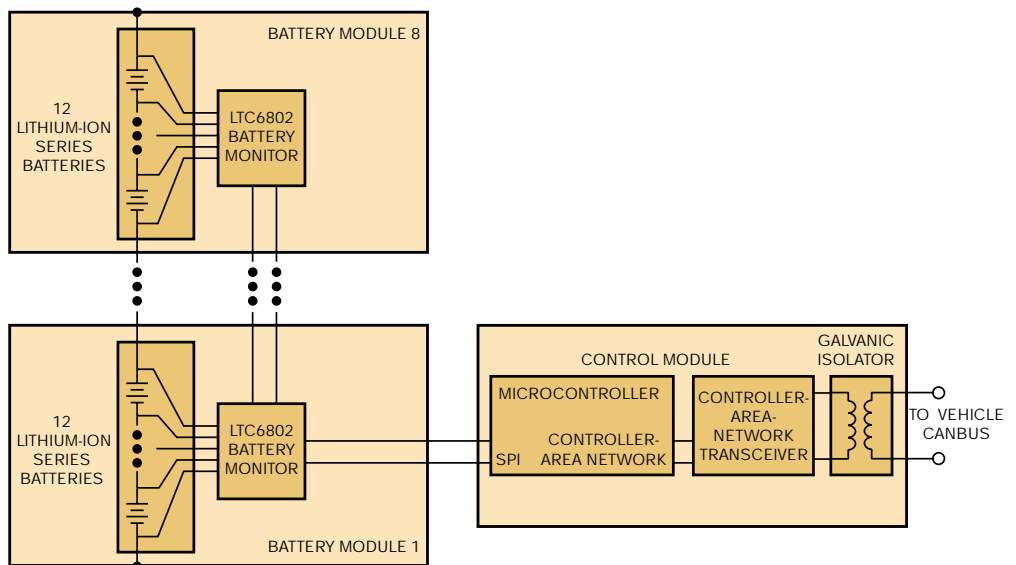 BATTERY MODULE 8
12
LITHIUM-ION
SERIES
BATTERIES
LTC6802
BATTERY
MONITOR
12
LITHIUM-ION
SERIES
BATTERIES
LTC6802
BATTERY
MONITOR
BATTERY MODULE 1
CONTROL MODULE
GALVANIC
ISOLATOR
MICROCONTROLLER
CONTROLLER-
AREA NETWORK
SPI
CONTROLLER-
AREA-
NETWORK
TRANSCEIVER
TO VEHICLE
CANBUS